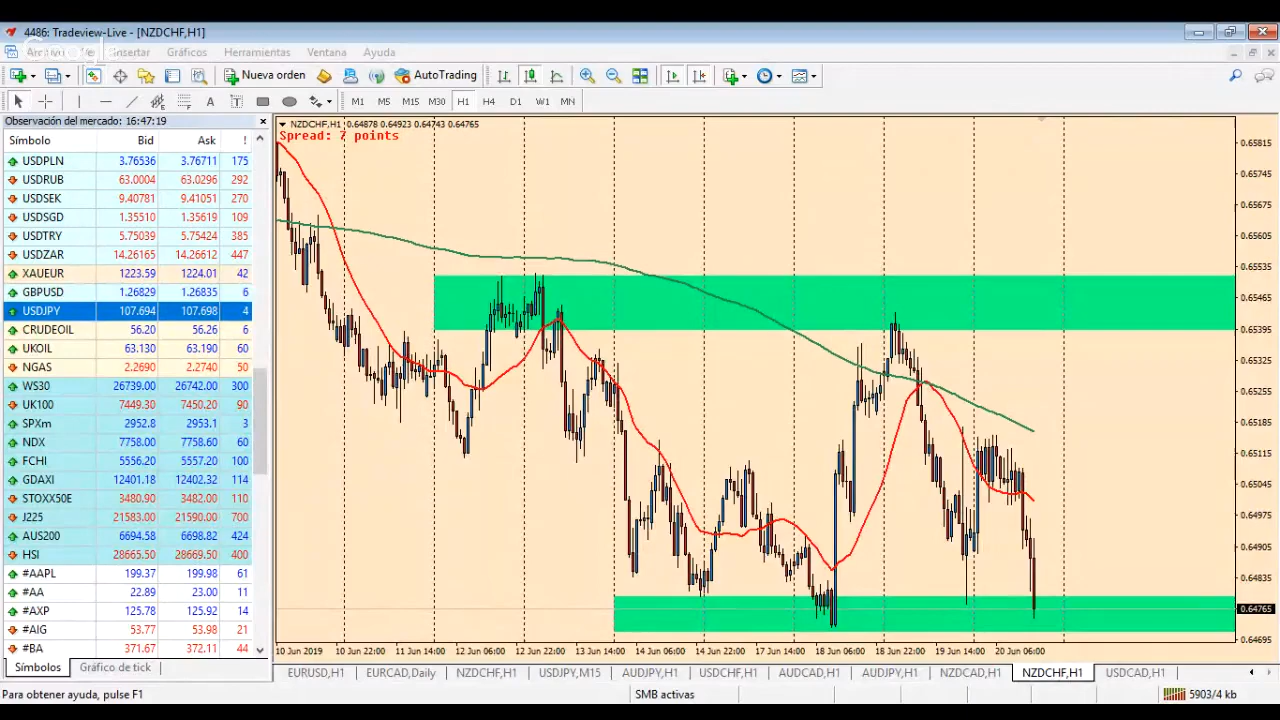 4486: Tradeview-Live - [NZDCHF,H1]
Google
Insertar Gráficos Herramientas Ventana Ayuda
Nueva orden AutoTrading
A T M1 M5 M15 M30 H1 H4 D1 W1 MN
Observación del mercado: 16:47:19
Símbolo Bid Ask !
USDPLN 3.76536 3.76711 175
USDRUB 63.0004 63.0296 292
USDSEK 9.40781 9.41051 270
USDSGD 1.35510 1.35619 109
USDTRY 5.75039 5.75424 385
USDZAR 14.26165 14.26612 447
XAUEUR 1223.59 1224.01 42
GBPUSD 1.26829 1.26835 6
USDJPY 107.694 107.698 4
CRUDEOIL 56.20 56.26 6
UKOIL 63.130 63.190 60
NGAS 2.2690 2.2740 50
WS30 26739.00 26742.00 300
UK100 7449.30 7450.20 90
SPXm 2952.8 2953.1 3
NDX 7758.00 7758.60 60
FCHI 5556.20 5557.20 100
GDAXI 12401.18 12402.32 114
STOXX50E 3480.90 3482.00 110
J225 21583.00 21590.00 700
AUS200 6694.58 6698.82 424
HSI 28665.50 28669.50 400
#AAPL 199.37 199.98 61
#AA 22.89 23.00 11
#AXP 125.78 125.92 14
#AIG 53.77 53.98 21
#BA 371.67 372.11 44
Símbolos Gráfico de tick
NZDCHF,H1 0.64878 0.64923 0.64743 0.64765
Spread: 7 points
0.65815
0.65745
0.65675
0.65605
0.65535
0.65465
0.65395
0.65325
0.65255
0.65185
0.65115
0.65045
0.64975
0.64905
0.64835
0.64765
0.64695
10 Jun 2019 10 Jun 22:00 11 Jun 14:00 12 Jun 06:00 12 Jun 22:00 13 Jun 14:00 14 Jun 06:00 14 Jun 22:00 17 Jun 14:00 18 Jun 06:00 18 Jun 22:00 19 Jun 14:00 20 Jun 06:00
EURUSD,H1 EURCAD,Daily NZDCHF,H1 USDJPY,M15 AUDJPY,H1 USDCHF,H1 AUDCAD,H1 AUDJPY,H1 NZDCAD,H1 NZDCHF,H1 USDCAD,H1
Para obtener ayuda, pulse F1 SMB activas 5903/4 kb